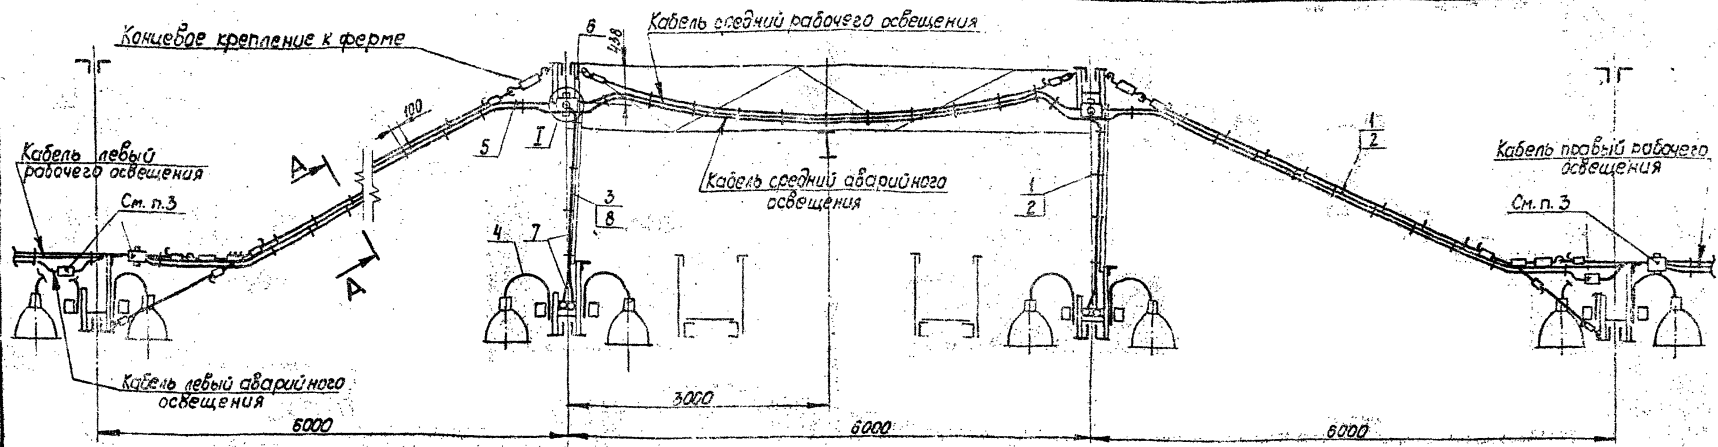 Кабель средний рабочего освещения
Концевое крепление к ферме
6
438
100
5
I
1
2
Кабель левый
рабочего освещения
А
Кабель правый рабочего
освещения
Кабель средний аварийного
освещения
1
2
См. п. 3
3
8
См. п. 3
4
7
А
Кабель левый аварийного
освещения
3000
6000
6000
6000